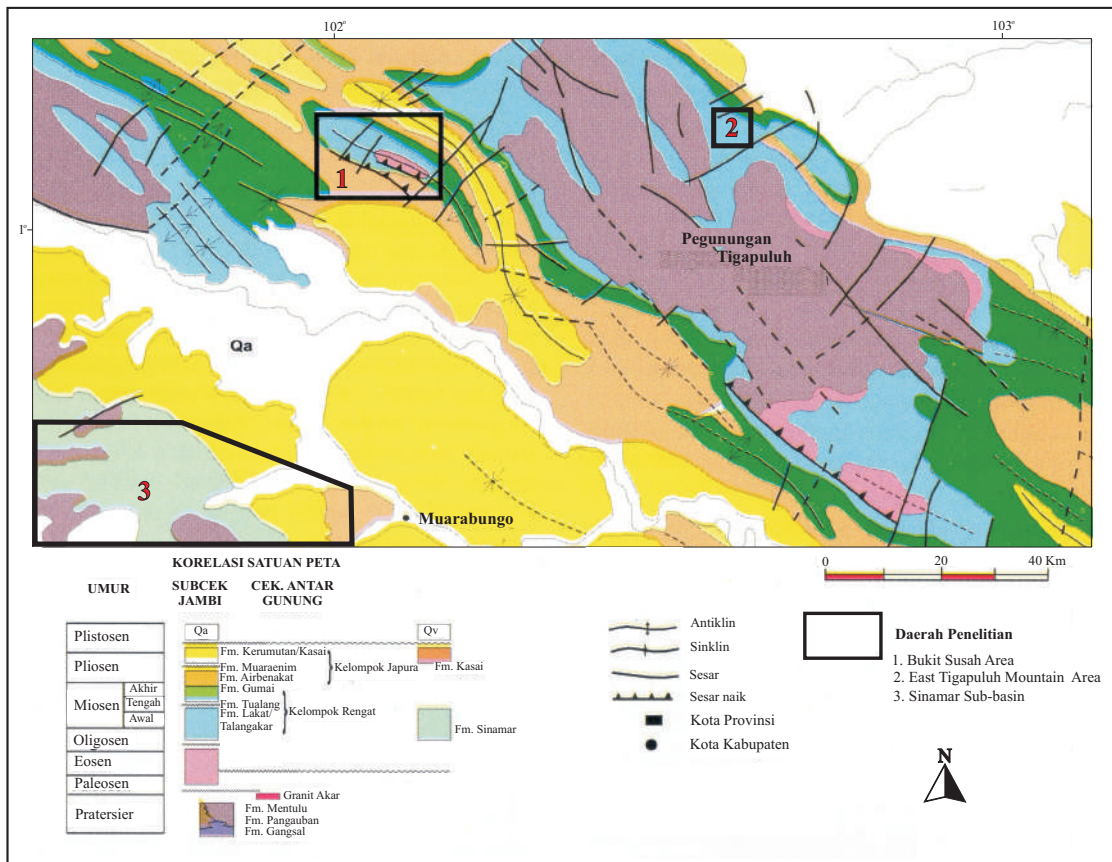 102°
103°
2
1
1°
Pegunungan
Tigapuluh
Qa
3
Muarabungo
KORELASI SATUAN PETA
UMUR
SUBCEK
JAMBI
CEK. ANTAR
GUNUNG
Plistosen
Pliosen
Miosen
Akhir
Tengah
Awal
Oligosen
Eosen
Paleosen
Pratersier
Qa
Qv
Fm. Kerumutan/Kasai
Fm. Muaraenim
Fm. Airbenakat
Fm. Gumai
Fm. Tualang
Fm. Lakat/
Talangakar
Kelompok Japura
Kelompok Rengat
Fm. Kasai
Fm. Sinamar
Granit Akar
Fm. Mentulu
Fm. Pangauban
Fm. Gangsal
Antiklin
Sinklin
Sesar
Sesar naik
Kota Provinsi
Kota Kabupaten
0 20 40 Km
Daerah Penelitian
1. Bukit Susah Area
2. East Tigapuluh Mountain Area
3. Sinamar Sub-basin
N